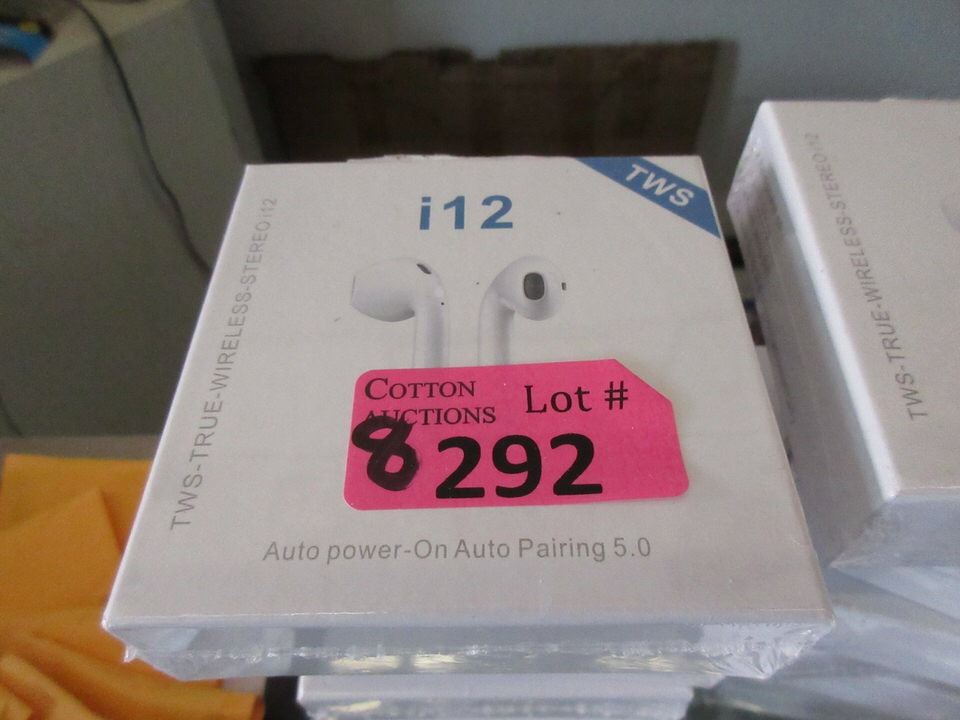 TWS
i12
TWS-TRUE-WIRELESS-STEREO i12
COTTON
AUCTIONS
Lot #
8 292
Auto power-On Auto Pairing 5.0
TWS-TRUE-WIRELESS-STEREO i12